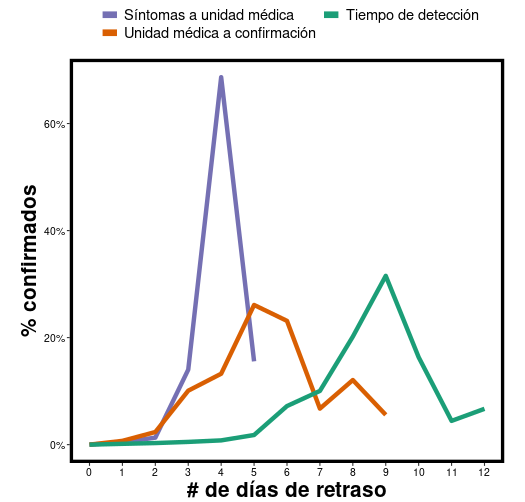 Síntomas a unidad médica
Tiempo de detección
Unidad médica a confirmación
% confirmados
60%
40%
20%
0%
0 1 2 3 4 5 6 7 8 9 10 11 12
# de días de retraso